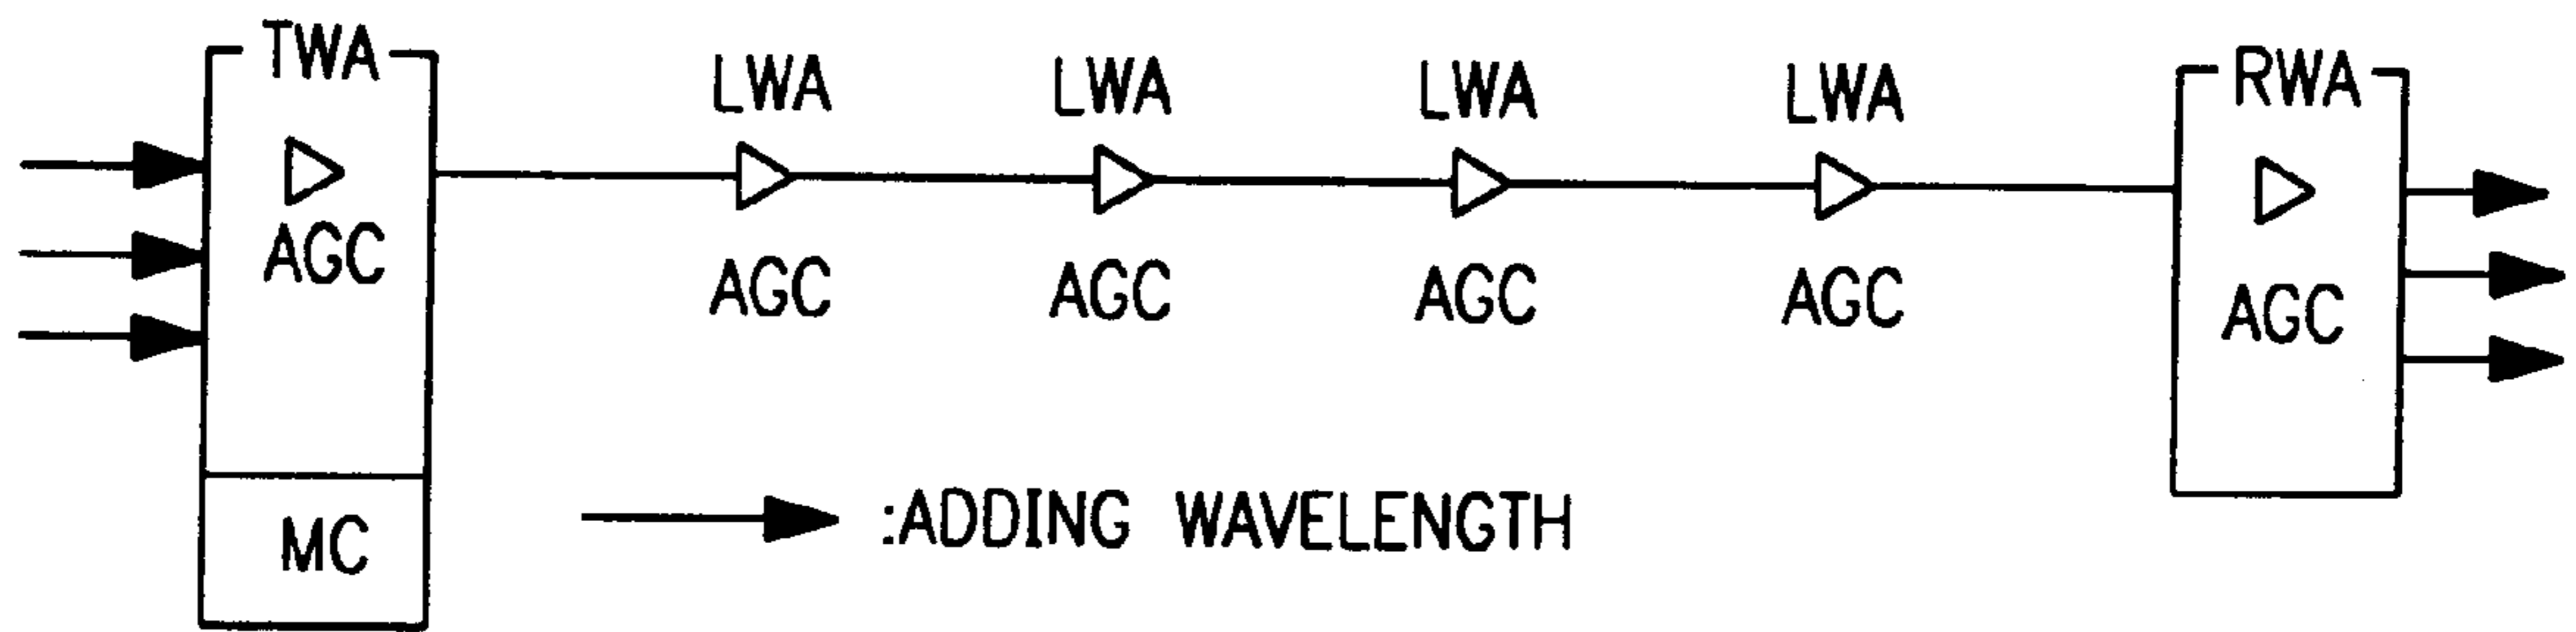 TWA
LWA LWA LWA LWA
RWA
AGC
AGC AGC AGC AGC
AGC
MC
:ADDING WAVELENGTH